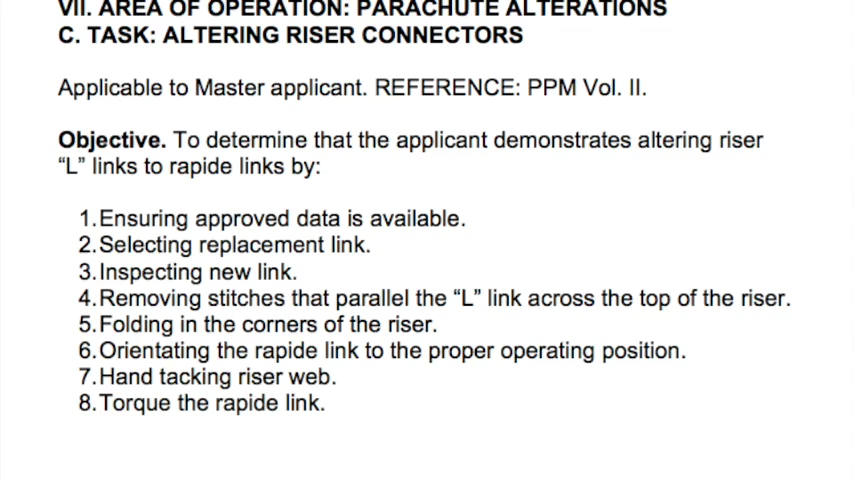 VII. AREA OF OPERATION: PARACHUTE ALTERATIONS
C. TASK: ALTERING RISER CONNECTORS
Applicable to Master applicant. REFERENCE: PPM Vol. II.
Objective. To determine that the applicant demonstrates altering riser
“L” links to rapide links by:
1.Ensuring approved data is available.
2.Selecting replacement link.
3.Inspecting new link.
4.Removing stitches that parallel the “L” link across the top of the riser.
5.Folding in the corners of the riser.
6.Orientating the rapide link to the proper operating position.
7.Hand tacking riser web.
8.Torque the rapide link.